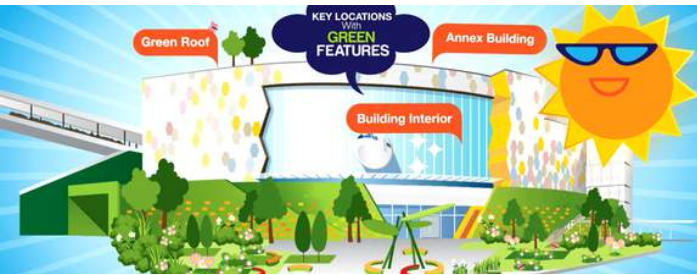 KEY LOCATIONS
With
GREEN
FEATURES
Green Roof
Annex Building
Building Interior